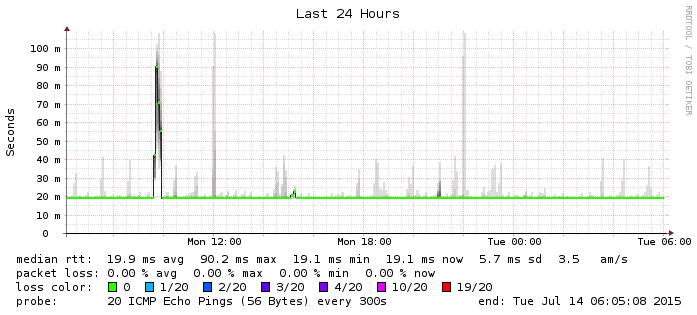 Last 24 Hours
RRDTOOL / TOBI OETIKER
Seconds
100 m
90 m
80 m
70 m
60 m
50 m
40 m
30 m
20 m
10 m
0
Mon 12:00 Mon 18:00 Tue 00:00 Tue 06:00
median rtt: 19.9 ms avg 90.2 ms max 19.1 ms min 19.1 ms now 5.7 ms sd 3.5 am/s
packet loss: 0.00 % avg 0.00 % max 0.00 % min 0.00 % now
loss color: 0 1/20 2/20 3/20 4/20 10/20 19/20
probe: 20 ICMP Echo Pings (56 Bytes) every 300s end: Tue Jul 14 06:05:08 2015